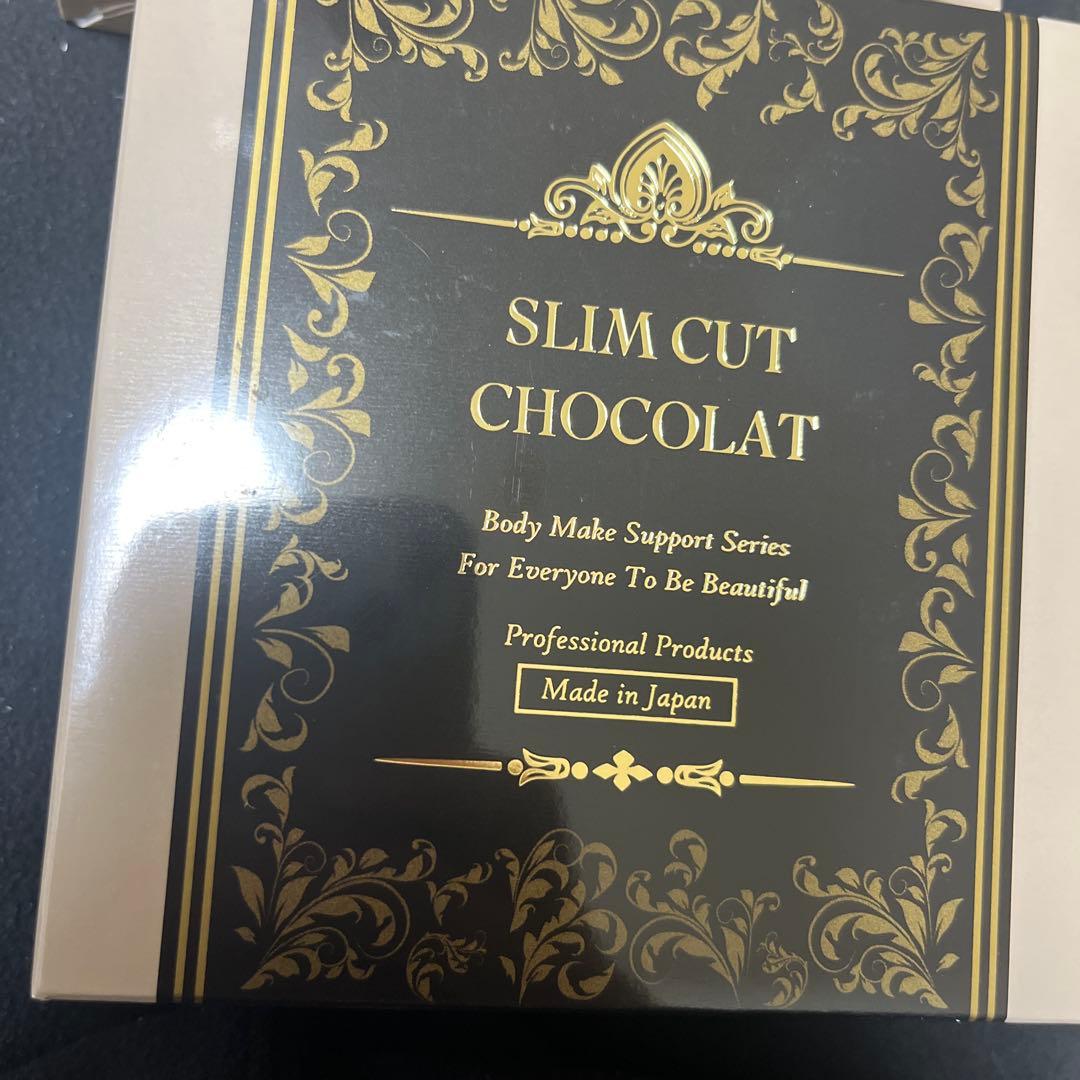 SLIM CUT
CHOCOLAT
Body Make Support Series
For Everyone To Be Beautiful
Professional Products
Made in Japan